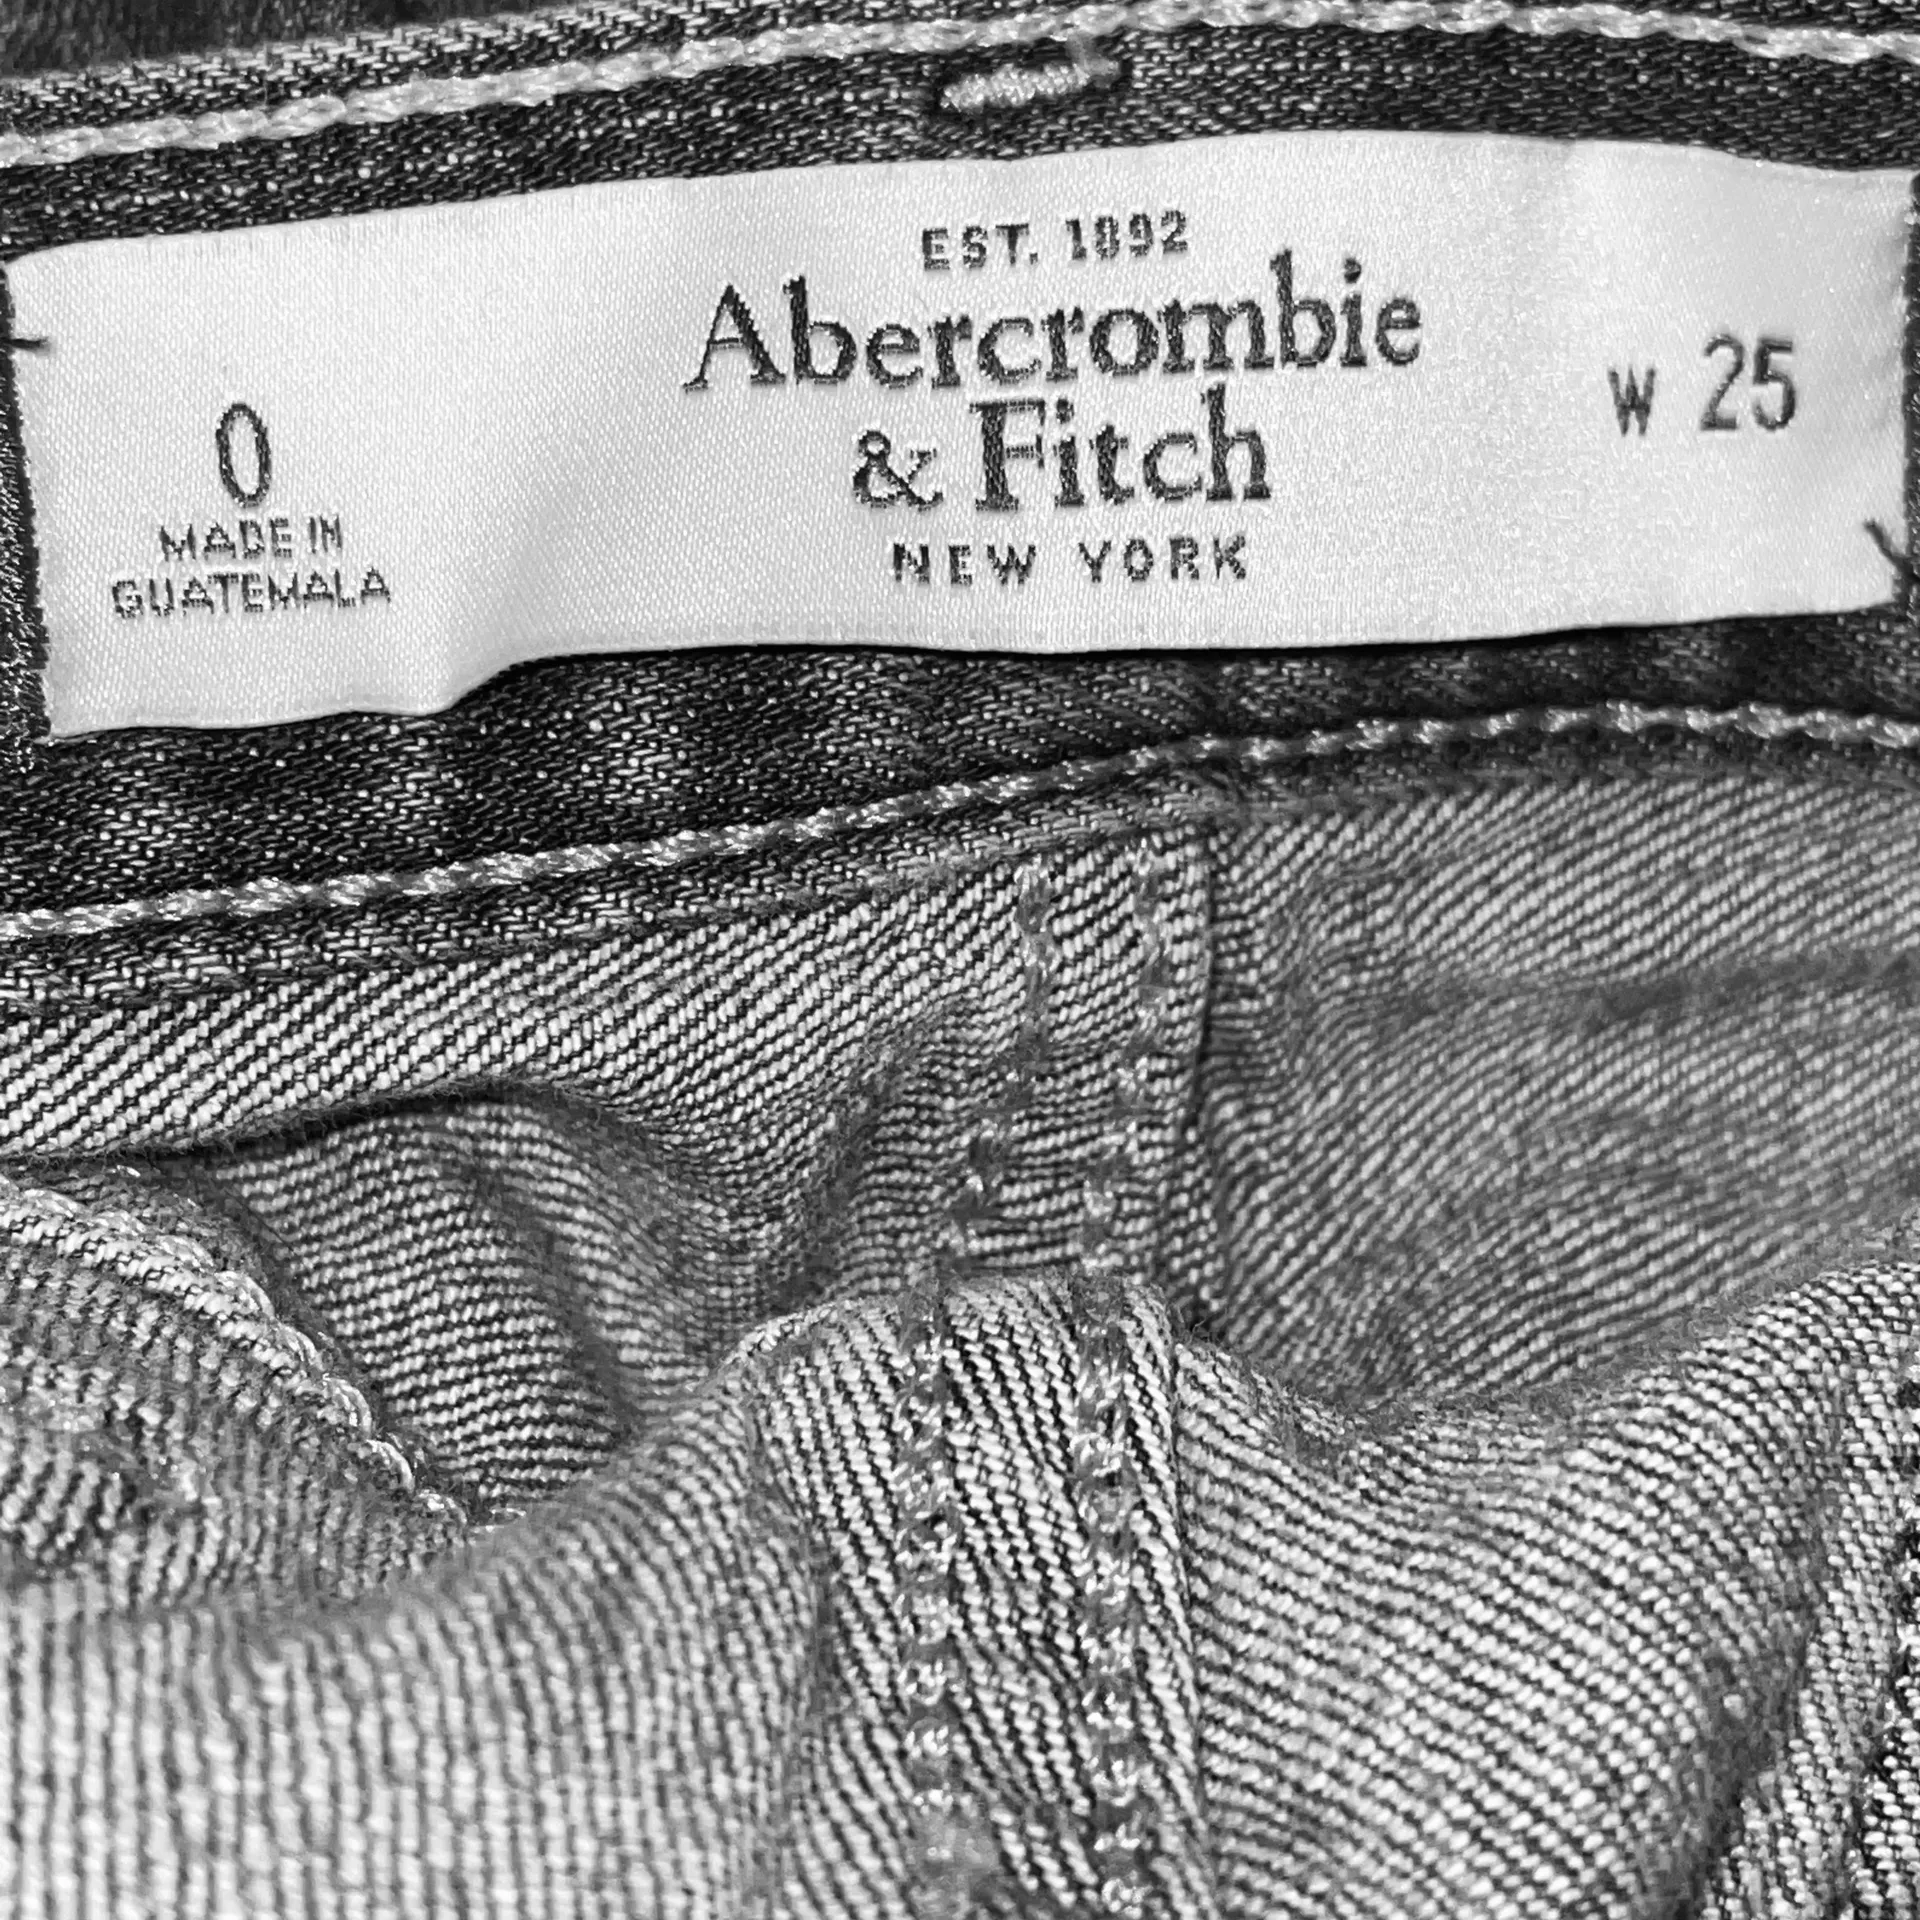 EST. 1892
Abercrombie
& Fitch
NEW YORK
0
MADE IN
GUATEMALA
W 25